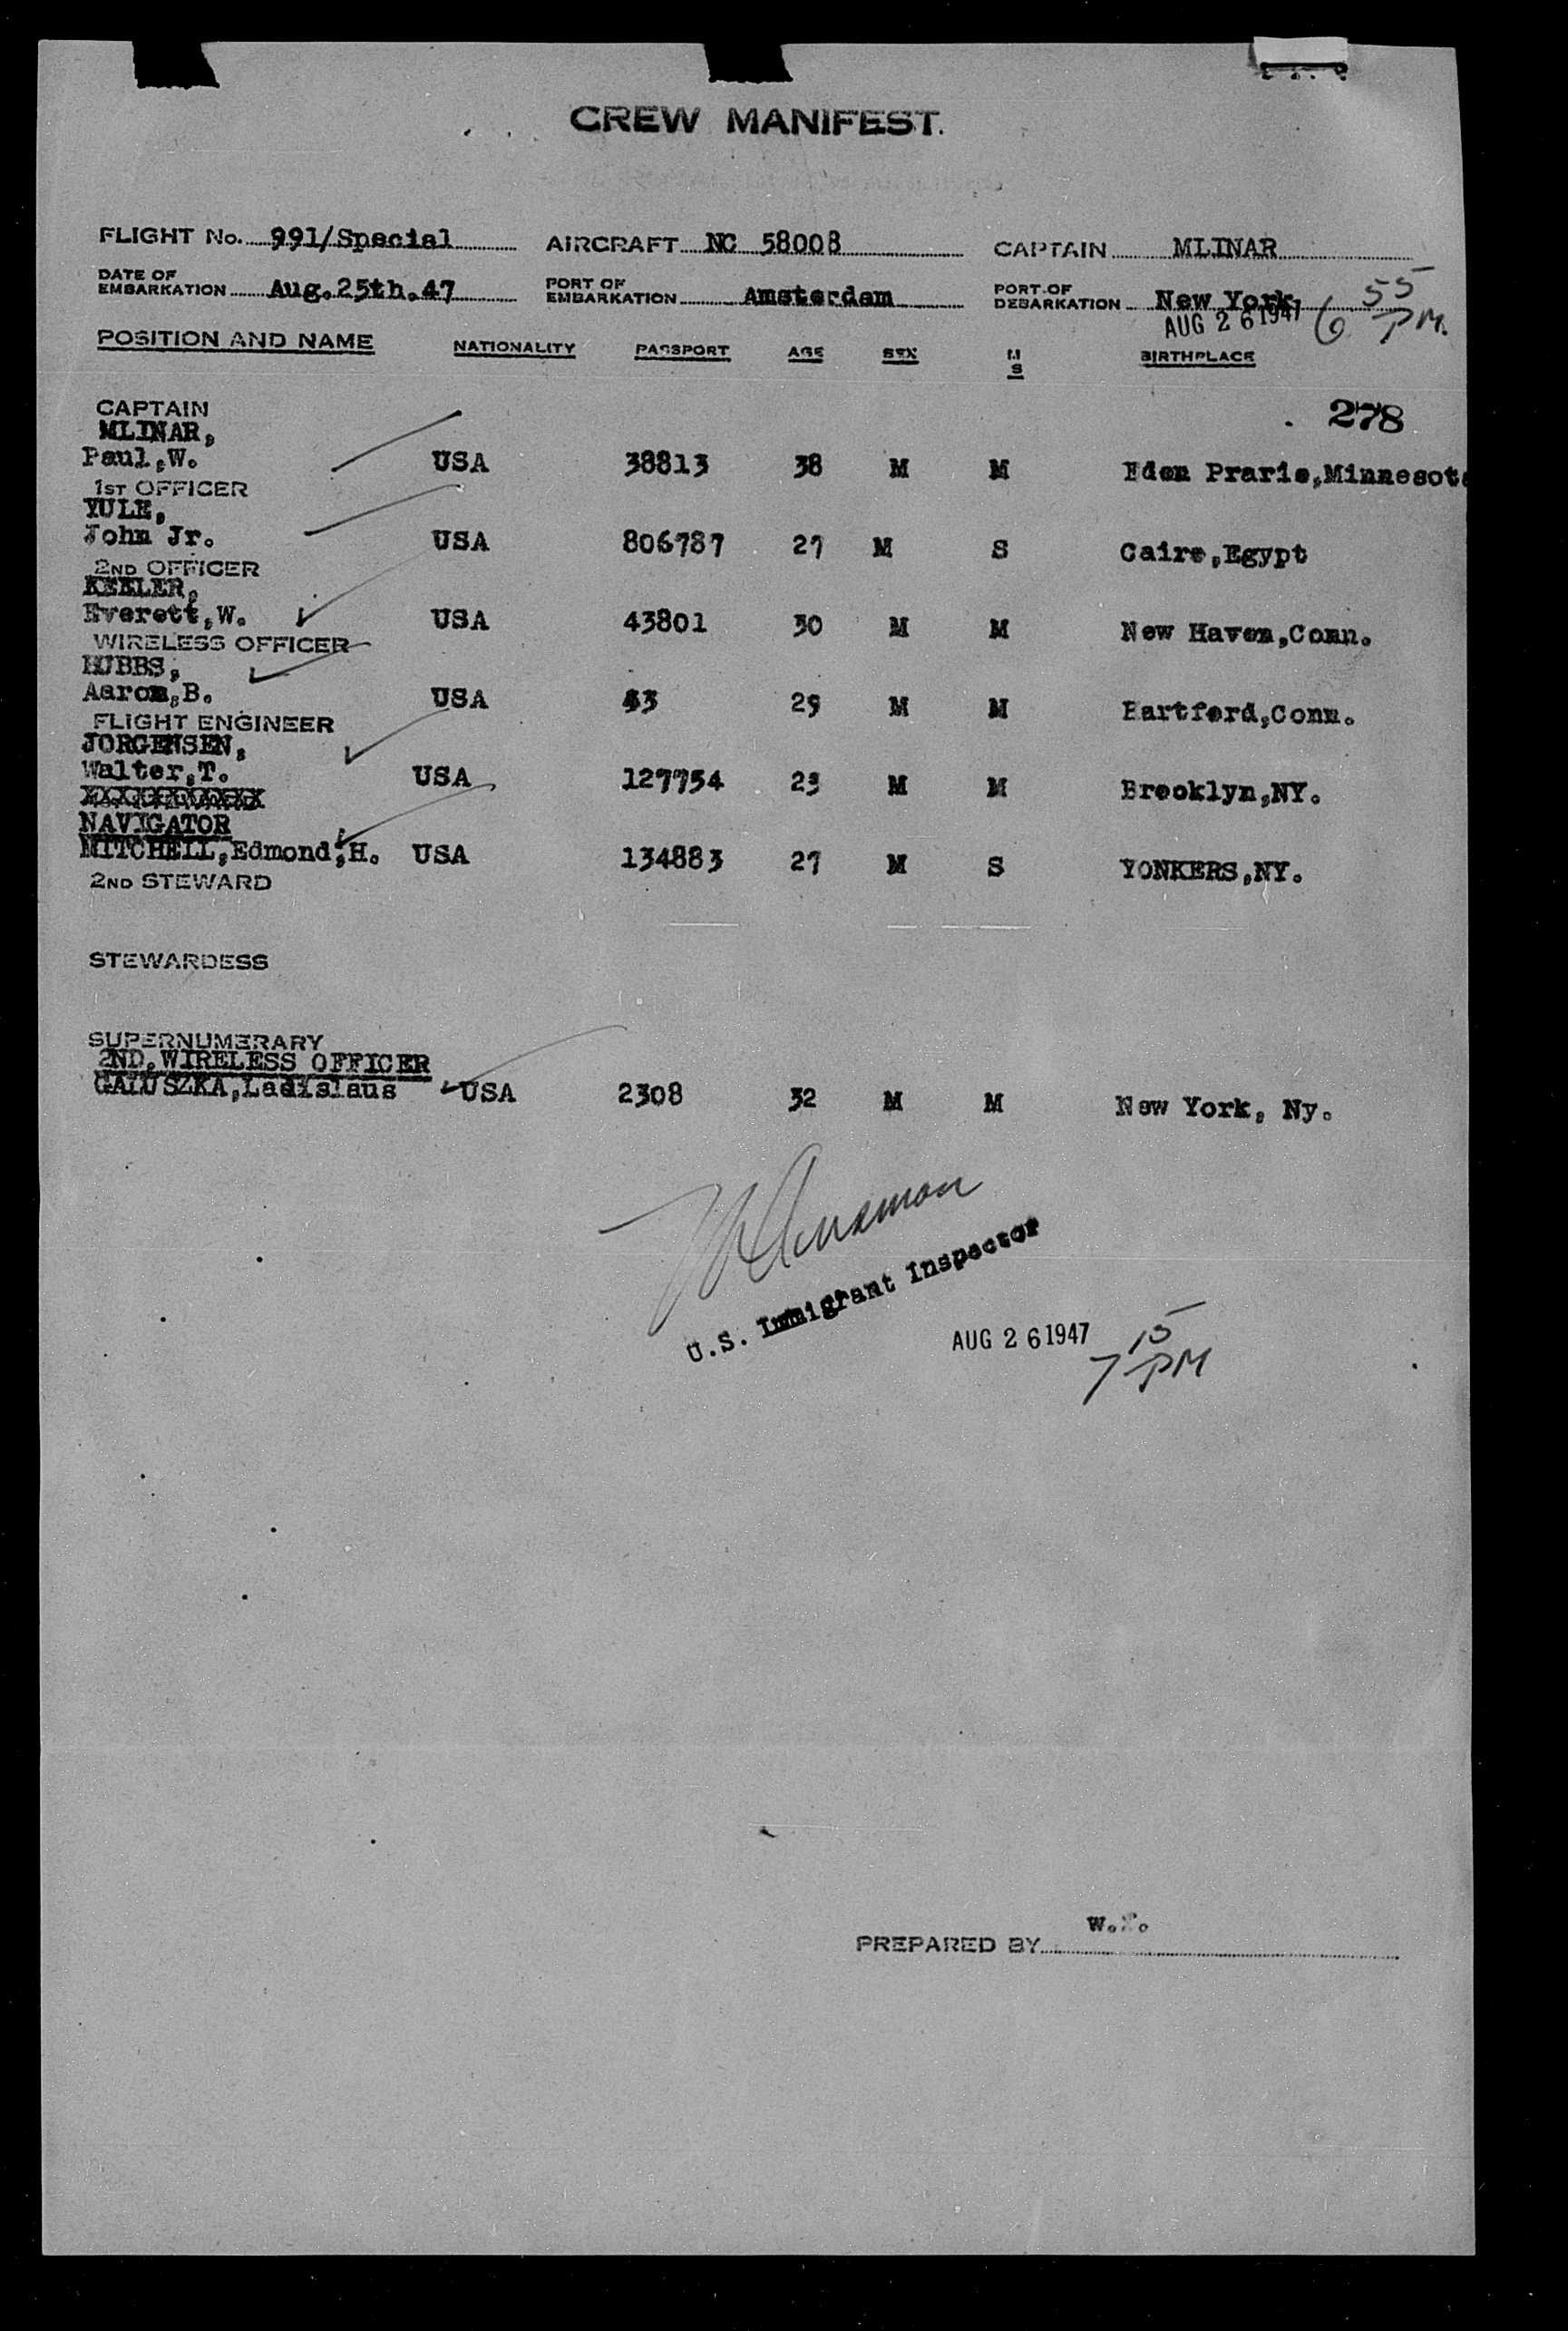 CREW MANIFEST.
FLIGHT No. 991/Special AIRCRAFT NC 58008 CAPTAIN MLINAR
DATE OF EMBARKATION Aug.25th.47 PORT OF EMBARKATION Amsterdam PORT OF DEBARKATION New York 6 55 PM.
AUG 26 1947
POSITION AND NAME NATIONALITY PASSPORT AGE SEX M S BIRTHPLACE
278
CAPTAIN
MLINAR,
Paul,W. USA 38813 38 M M Eden Prarie,Minnesota
1ST OFFICER
YULE,
John Jr. USA 806787 27 M S Cairo,Egypt
2ND OFFICER
KEELER,
Everett,W. USA 43801 30 M M New Haven,Conn.
WIRELESS OFFICER
HUBBS,
Aaron,B. USA 43 29 M M Hartford,Conn.
FLIGHT ENGINEER
JORGENSEN,
Walter,T. USA 127754 23 M M Brooklyn,NY.
NAVIGATOR
MITCHELL,Edmond,H. USA 134883 27 M S YONKERS,NY.
2ND STEWARD
STEWARDESS
SUPERNUMERARY
2ND.WIRELESS OFFICER
GALUSZKA,Ladislaus USA 2308 32 M M New York, Ny.
U.S. Immigrant Inspector
AUG 26 1947 7 15 PM
PREPARED BY